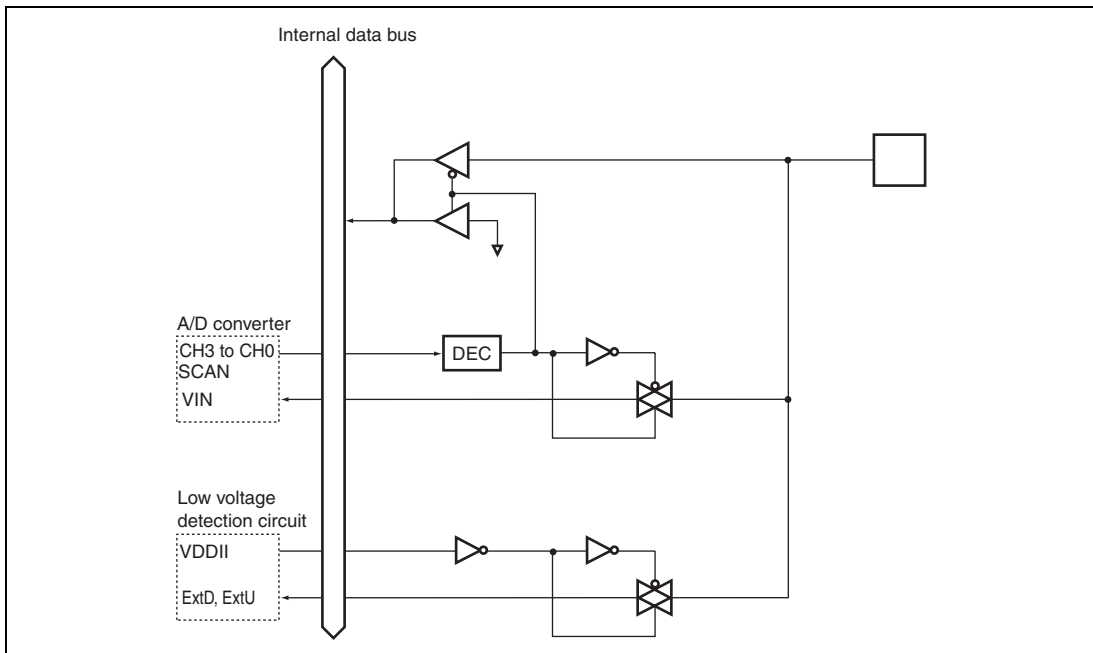 Internal data bus
A/D converter
CH3 to CH0
SCAN
VIN
DEC
Low voltage
detection circuit
VDDII
ExtD, ExtU